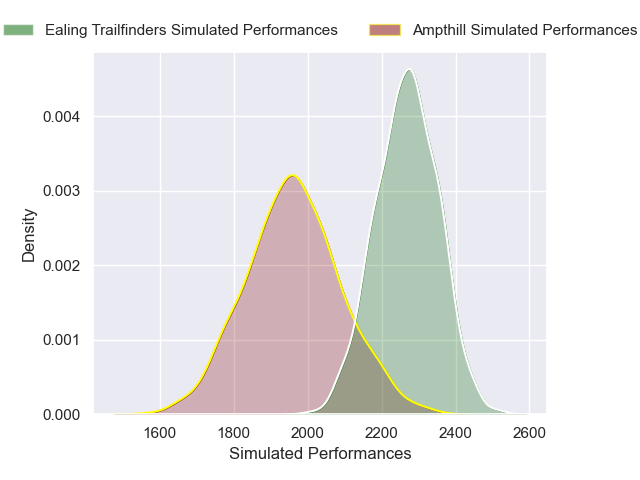 Ealing Trailfinders Simulated Performances Ampthill Simulated Performances
0.004
0.003
0.002
0.001
0.000
Density
1600 1800 2000 2200 2400 2600
Simulated Performances